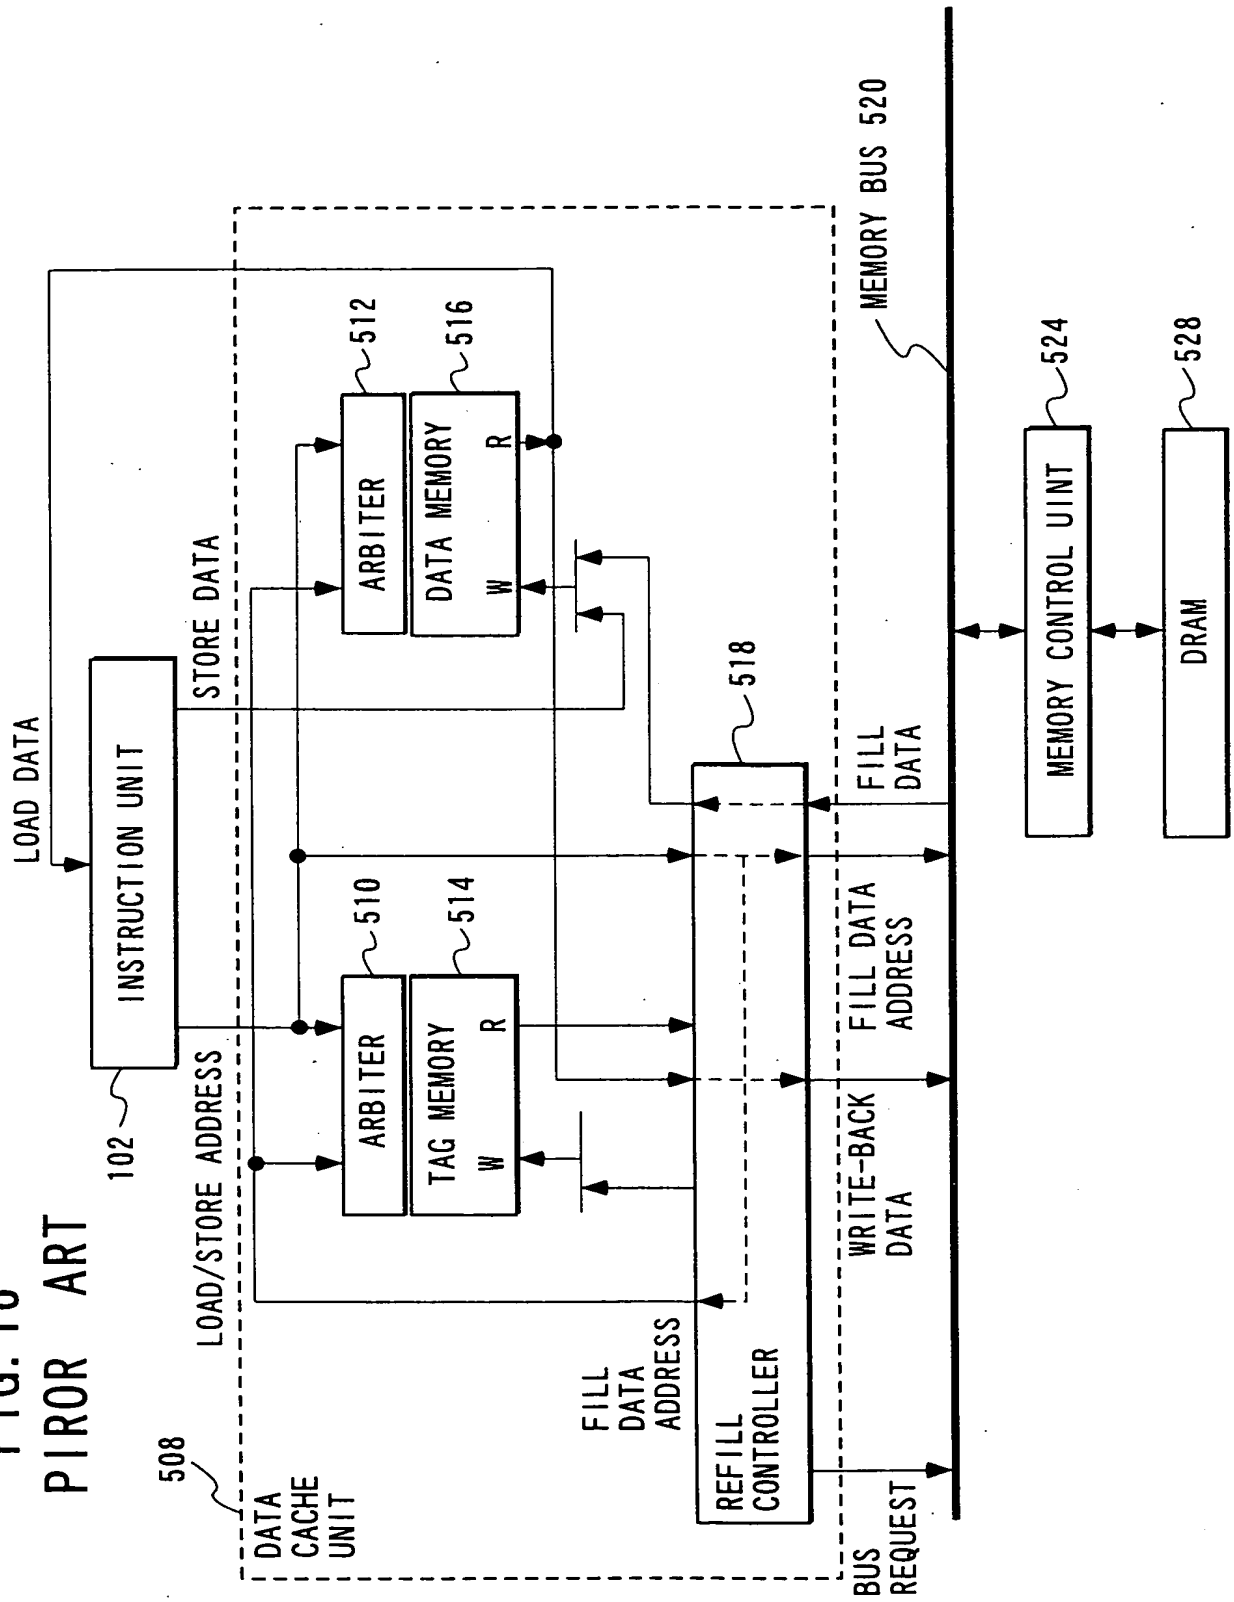 PIROR ART
LOAD DATA
INSTRUCTION UNIT
102
LOAD/STORE ADDRESS
STORE DATA
508
DATA
CACHE
UNIT
ARBITER
510
TAG MEMORY
514
W
R
ARBITER
512
DATA MEMORY
516
W
R
FILL
DATA
ADDRESS
REFILL
CONTROLLER
518
BUS
REQUEST
WRITE-BACK
DATA
FILL DATA
ADDRESS
FILL
DATA
MEMORY BUS 520
MEMORY CONTROL UINT
524
DRAM
528